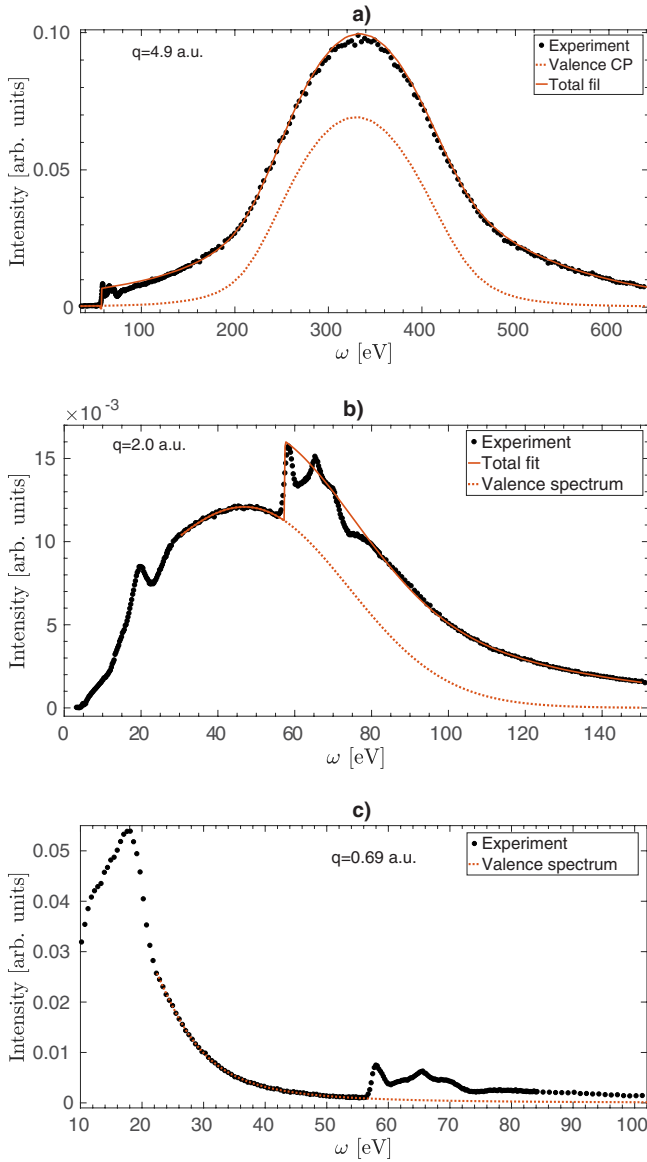 a)
q=4.9 a.u.
Experiment
Valence CP
Total fil
0.10
0.05
0
Intensity [arb. units]
100 200 300 400 500 600
ω [eV]
b)
×10⁻³
q=2.0 a.u.
Experiment
Total fit
Valence spectrum
15
10
5
0
Intensity [arb. units]
0 20 40 60 80 100 120 140
ω [eV]
c)
q=0.69 a.u.
Experiment
Valence spectrum
0.05
0.04
0.03
0.02
0.01
0
Intensity [arb. units]
10 20 30 40 50 60 70 80 90 100
ω [eV]